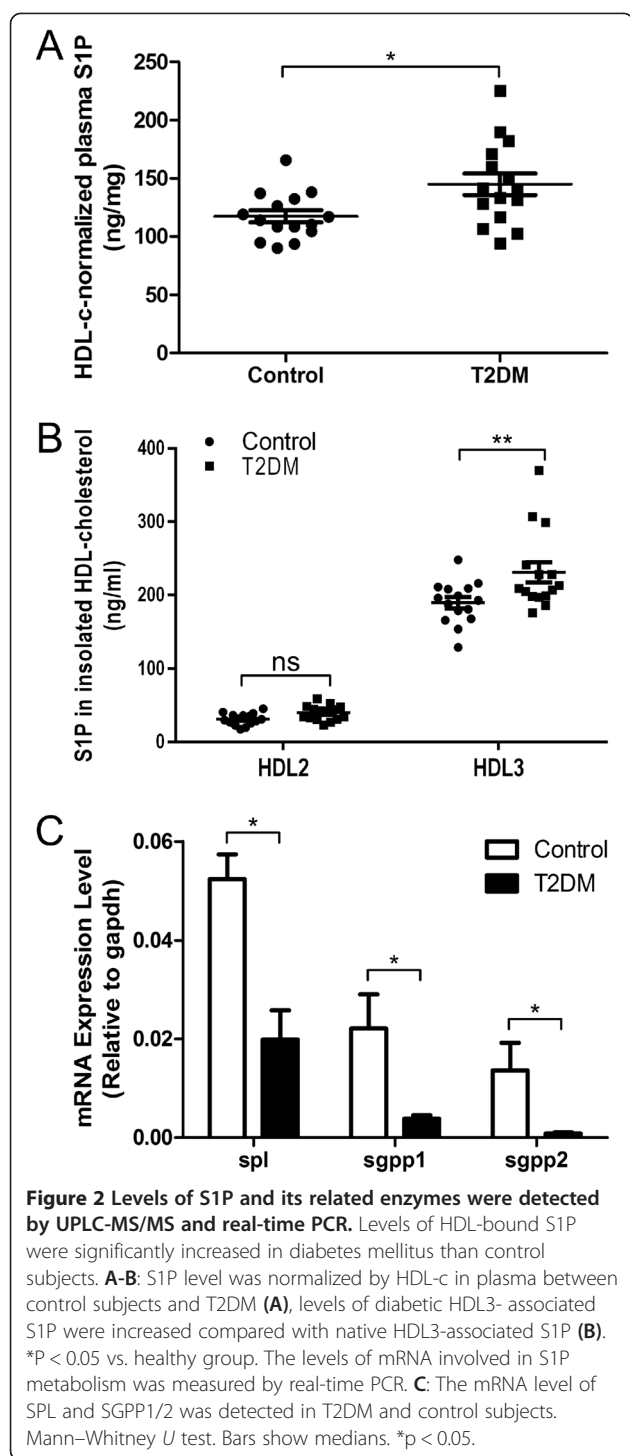 A
HDL-c-normalized plasma S1P
(ng/mg)
250
200
150
100
50
0
*
Control
T2DM
B
S1P in insolated HDL-cholesterol
(ng/ml)
400
300
200
100
0
Control
T2DM
ns
**
HDL2
HDL3
C
mRNA Expression Level
(Relative to gapdh)
0.06
0.04
0.02
0.00
Control
T2DM
*
*
*
spl
sgpp1
sgpp2
Figure 2 Levels of S1P and its related enzymes were detected
by UPLC-MS/MS and real-time PCR. Levels of HDL-bound S1P
were significantly increased in diabetes mellitus than control
subjects. A-B: S1P level was normalized by HDL-c in plasma between
control subjects and T2DM (A), levels of diabetic HDL3- associated
S1P were increased compared with native HDL3-associated S1P (B).
*P < 0.05 vs. healthy group. The levels of mRNA involved in S1P
metabolism was measured by real-time PCR. C: The mRNA level of
SPL and SGPP1/2 was detected in T2DM and control subjects.
Mann–Whitney U test. Bars show medians. *p < 0.05.